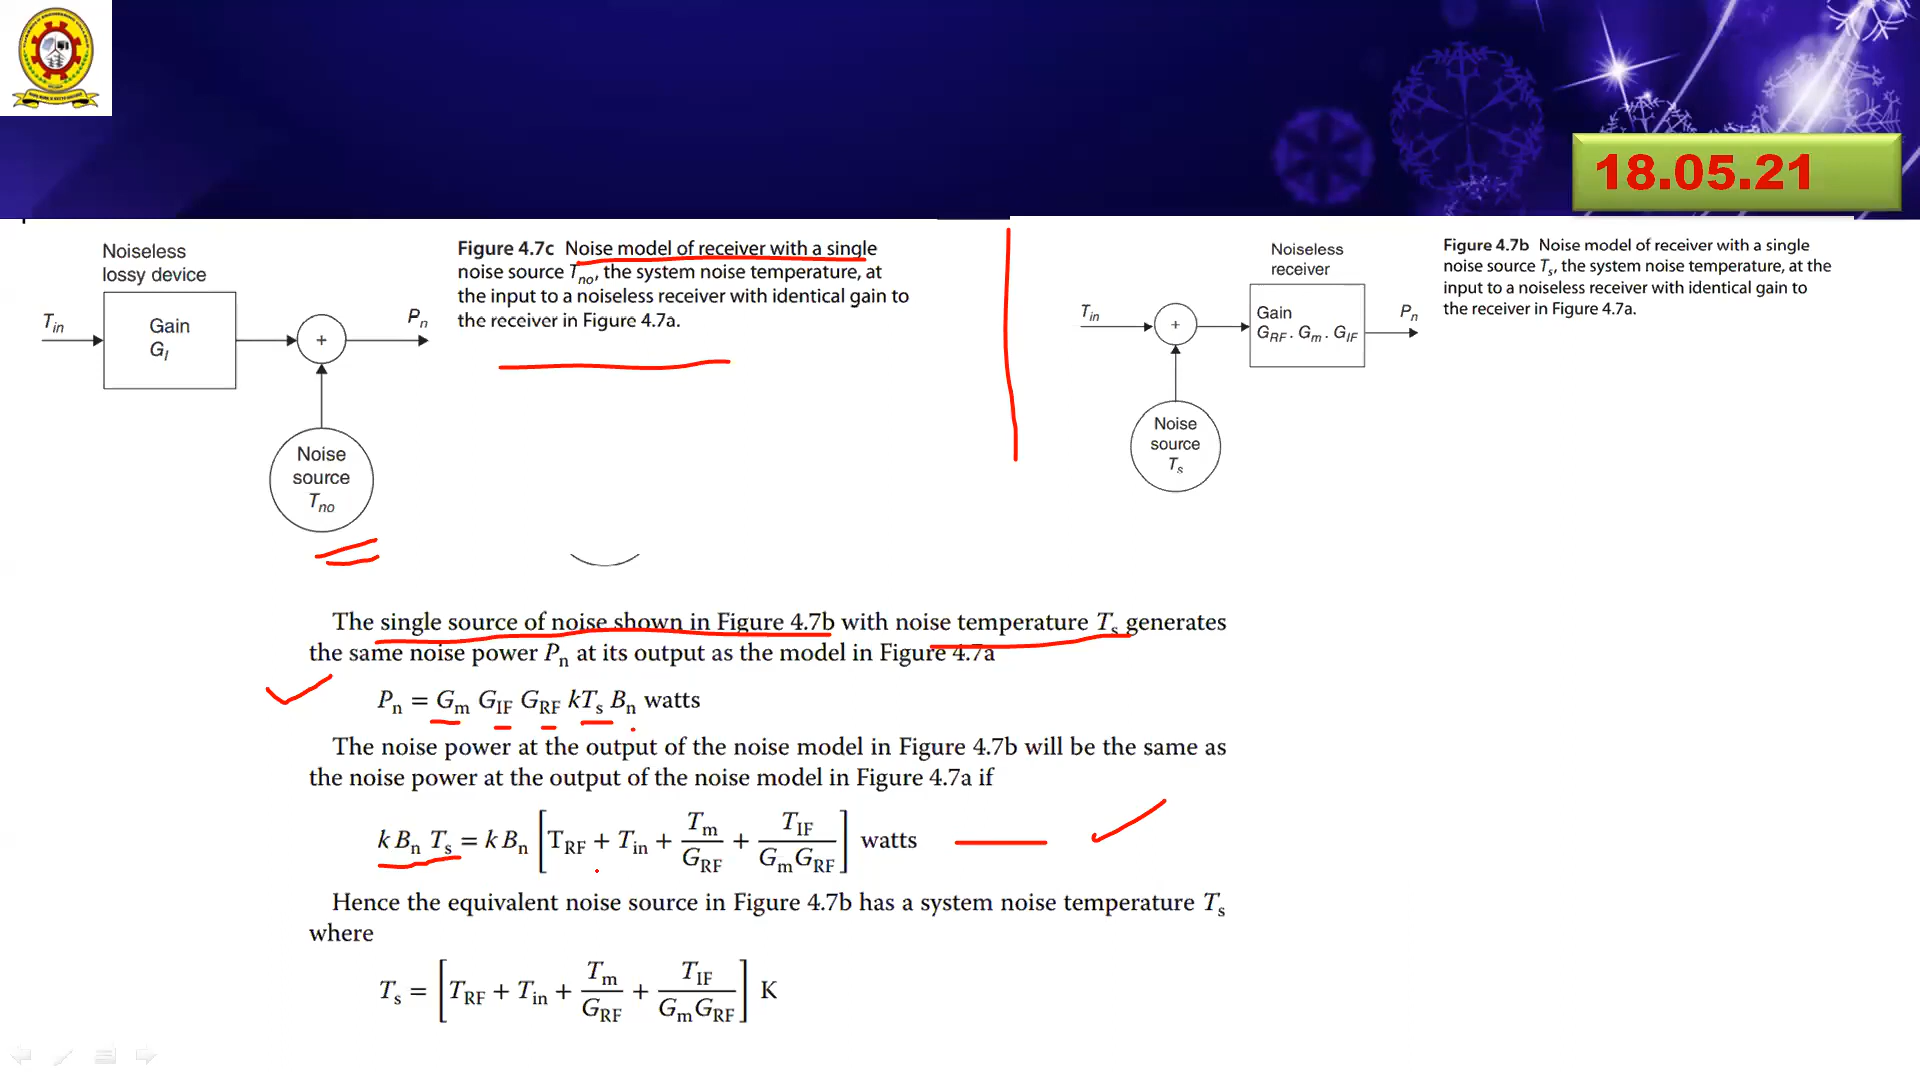 18.05.21
Noiseless
lossy device
T_in
Gain
G_l
+
P_n
Noise
source
T_no
Figure 4.7c Noise model of receiver with a single
noise source T_no, the system noise temperature, at
the input to a noiseless receiver with identical gain to
the receiver in Figure 4.7a.
Noiseless
receiver
T_in
+
Gain
G_RF . G_m . G_IF
P_n
Noise
source
T_s
Figure 4.7b Noise model of receiver with a single
noise source T_s, the system noise temperature, at the
input to a noiseless receiver with identical gain to
the receiver in Figure 4.7a.
The single source of noise shown in Figure 4.7b with noise temperature T_s generates
the same noise power P_n at its output as the model in Figure 4.7a
P_n = G_m G_IF G_RF kT_s B_n watts
The noise power at the output of the noise model in Figure 4.7b will be the same as
the noise power at the output of the noise model in Figure 4.7a if
k B_n T_s = k B_n [T_RF + T_in + T_m/G_RF + T_IF/(G_m G_RF)] watts
Hence the equivalent noise source in Figure 4.7b has a system noise temperature T_s
where
T_s = [T_RF + T_in + T_m/G_RF + T_IF/(G_m G_RF)] K